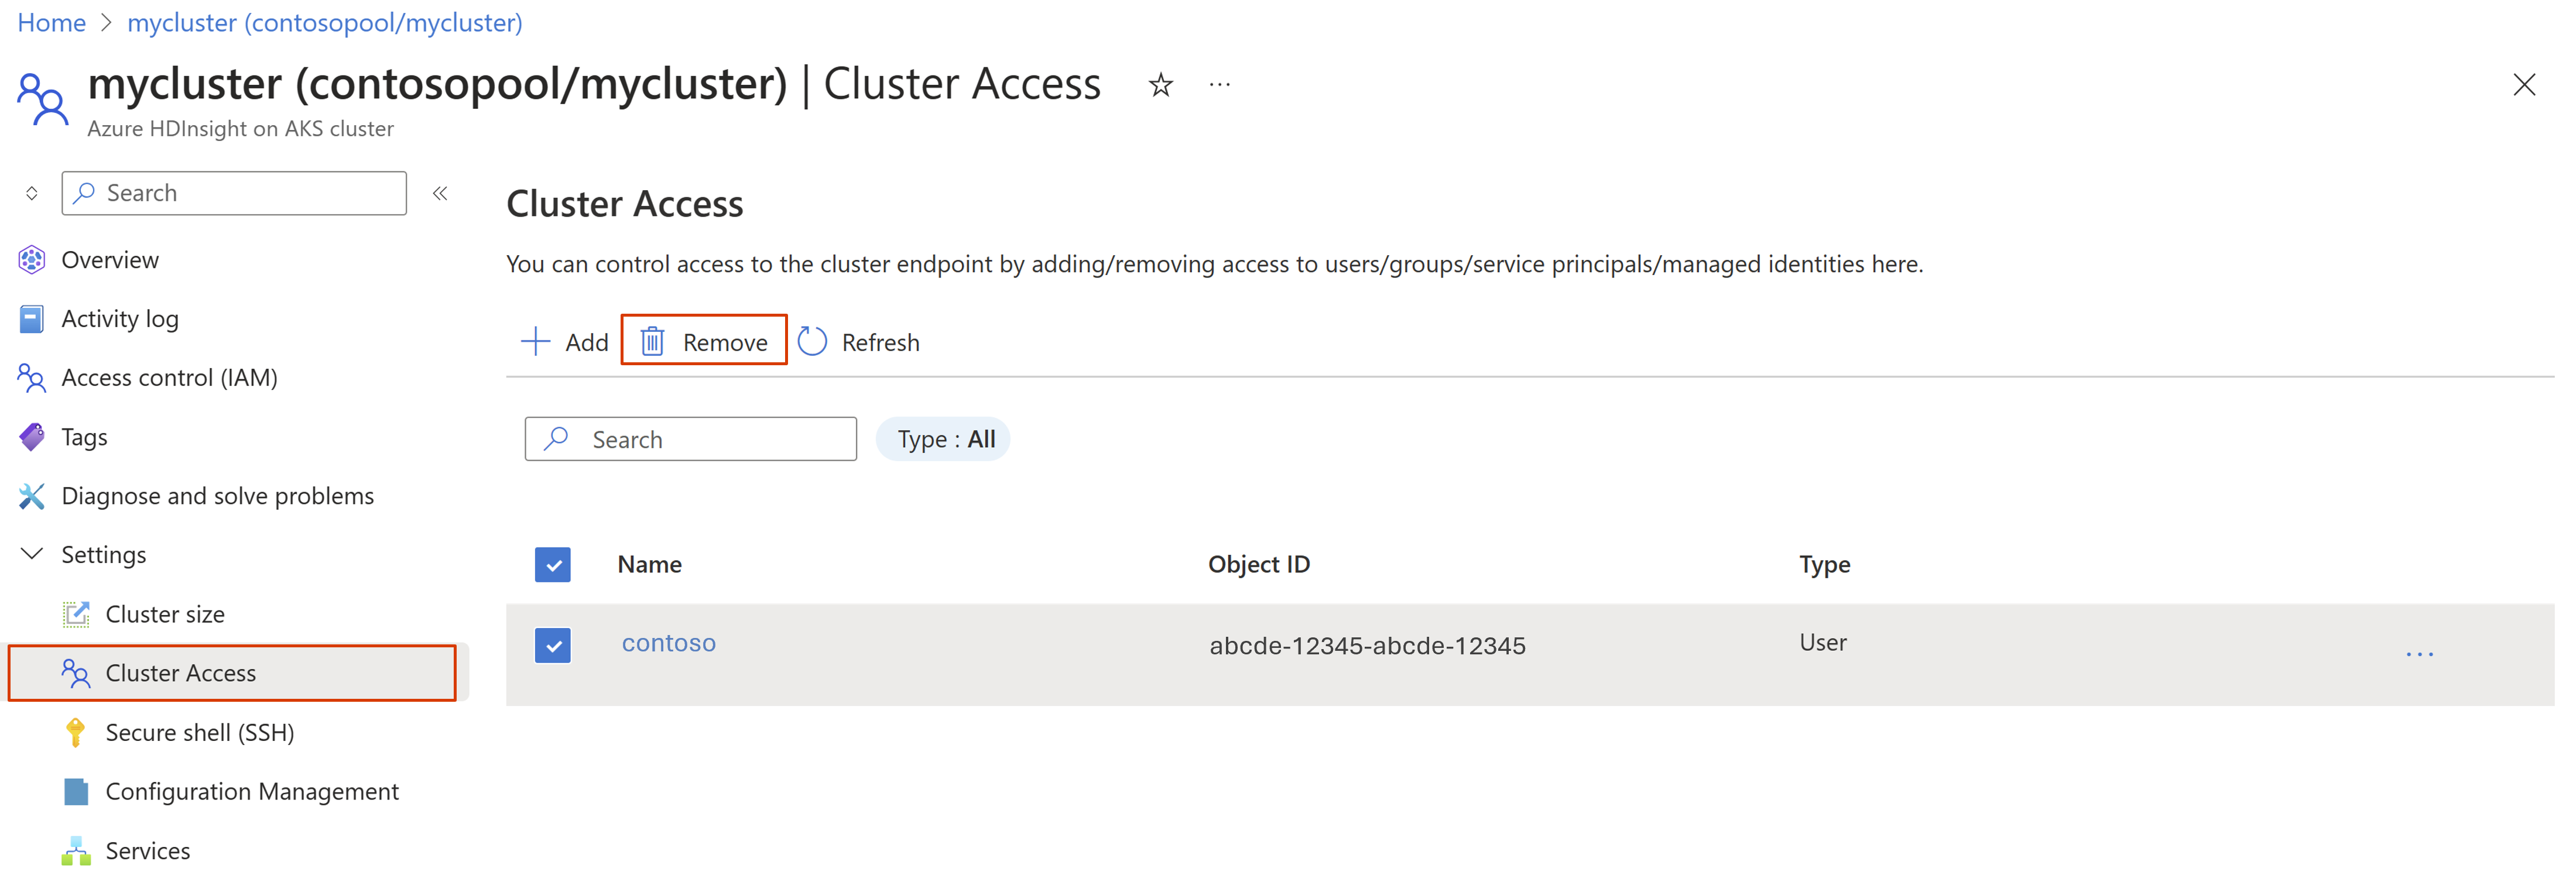 Home > mycluster (contosopool/mycluster)
mycluster (contosopool/mycluster) | Cluster Access
Azure HDInsight on AKS cluster
Search
Overview
Activity log
Access control (IAM)
Tags
Diagnose and solve problems
Settings
Cluster size
Cluster Access
Secure shell (SSH)
Configuration Management
Services
Cluster Access
You can control access to the cluster endpoint by adding/removing access to users/groups/service principals/managed identities here.
Add Remove Refresh
Search Type : All
Name Object ID Type
contoso abcde-12345-abcde-12345 User